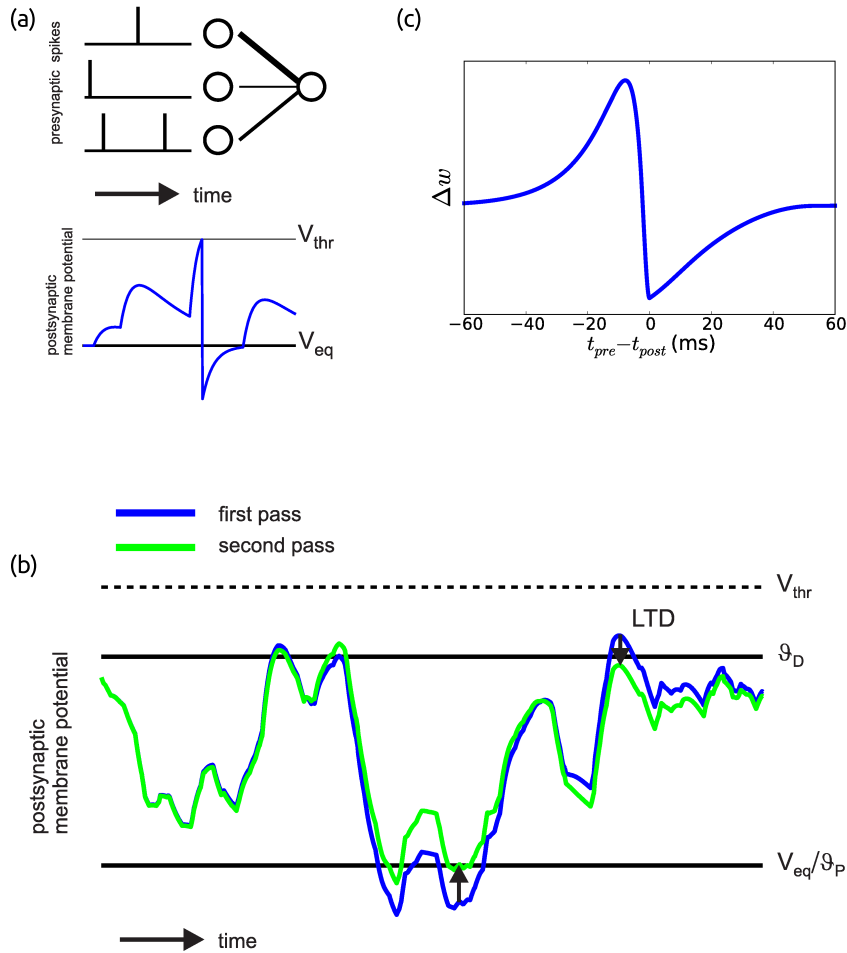 (a)
presynaptic spikes
time
postsynaptic
membrane potential
V_thr
V_eq
(c)
Δw
−60 −40 −20 0 20 40 60
t_pre−t_post (ms)
first pass
second pass
(b)
postsynaptic
membrane potential
V_thr
LTD
ϑ_D
V_eq/ϑ_P
time